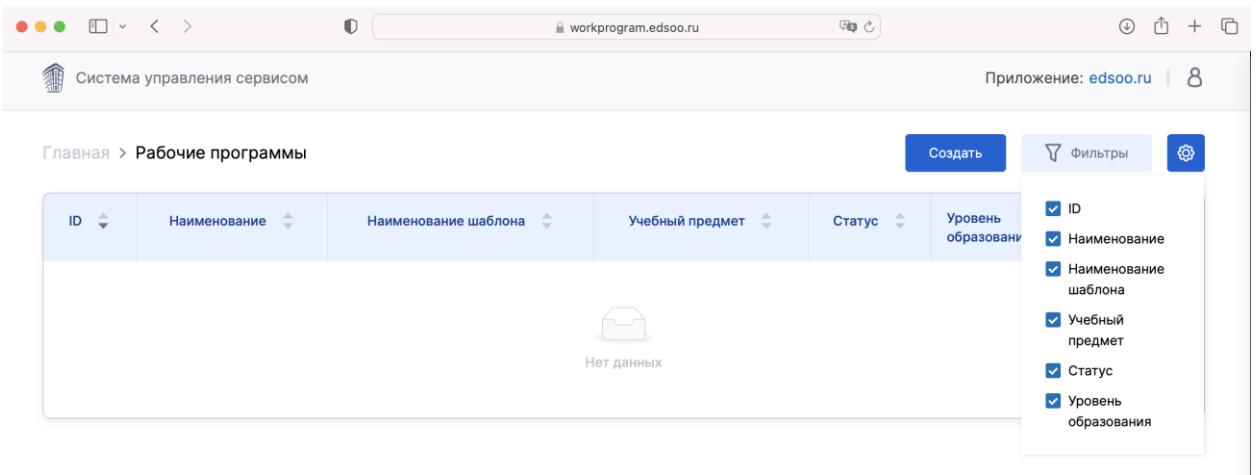 workprogram.edsoo.ru
Система управления сервисом
Приложение: edsoo.ru
Главная > Рабочие программы
Создать
Фильтры
ID
Наименование
Наименование шаблона
Учебный предмет
Статус
Уровень
образовани
ID
Наименование
Наименование
шаблона
Учебный
предмет
Статус
Уровень
образования
Нет данных